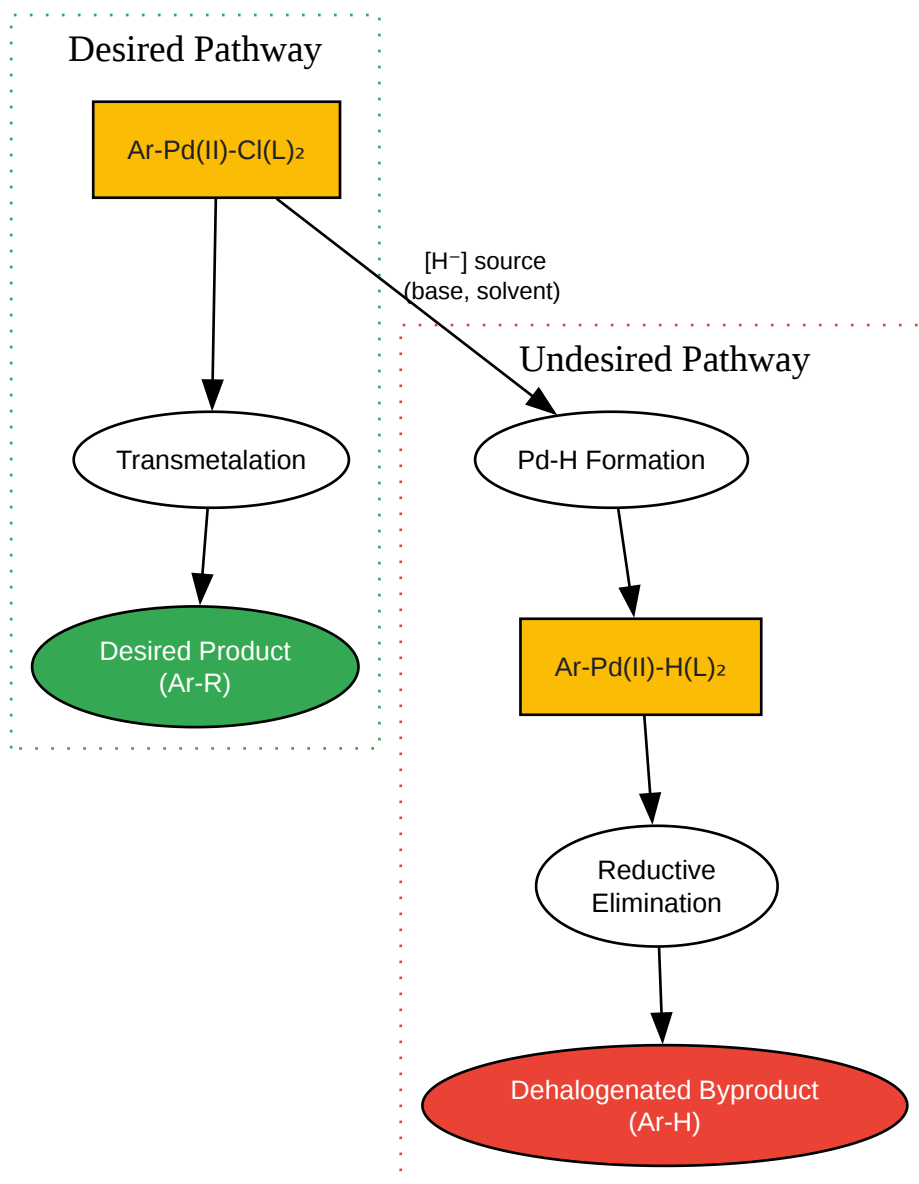 Desired Pathway
Ar-Pd(II)-Cl(L)₂
[H⁻] source
(base, solvent)
Undesired Pathway
Transmetalation
Pd-H Formation
Desired Product
(Ar-R)
Ar-Pd(II)-H(L)₂
Reductive
Elimination
Dehalogenated Byproduct
(Ar-H)